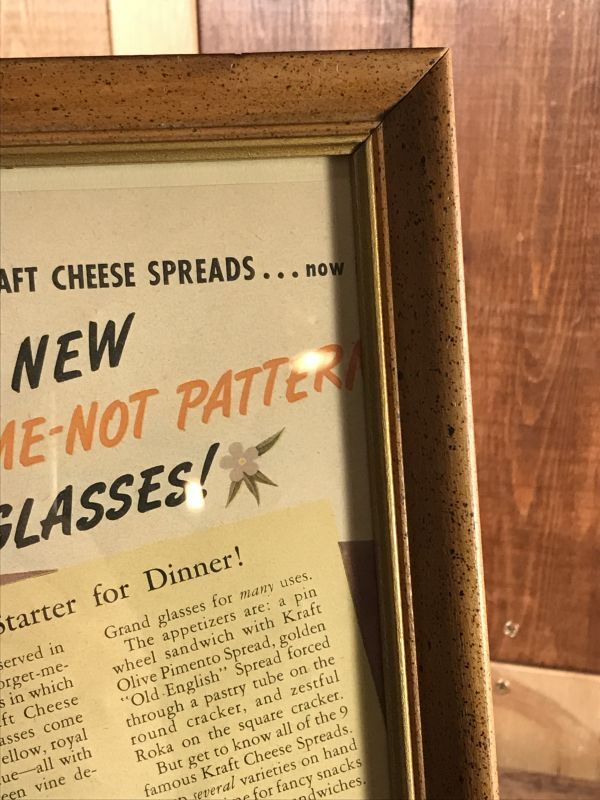 AFT CHEESE SPREADS...now
NEW
ME-NOT PATTERN
GLASSES!
Starter for Dinner!
served in
orget-me-
s in which
ft Cheese
asses come
ellow, royal
ue—all with
een vine de-
Grand glasses for many uses.
The appetizers are: a pin
wheel sandwich with Kraft
Olive Pimento Spread, golden
"Old English" Spread forced
through a pastry tube on the
round cracker, and zestful
Roka on the square cracker.
But get to know all of the 9
famous Kraft Cheese Spreads.
several varieties on hand
for fancy snacks